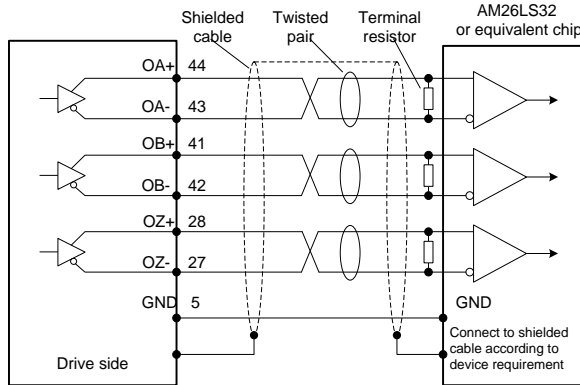 Shielded
cable
Twisted
pair
Terminal
resistor
AM26LS32
or equivalent chip
OA+ 44
OA- 43
OB+ 41
OB- 42
OZ+ 28
OZ- 27
GND 5
GND
Drive side
Connect to shielded
cable according to
device requirement